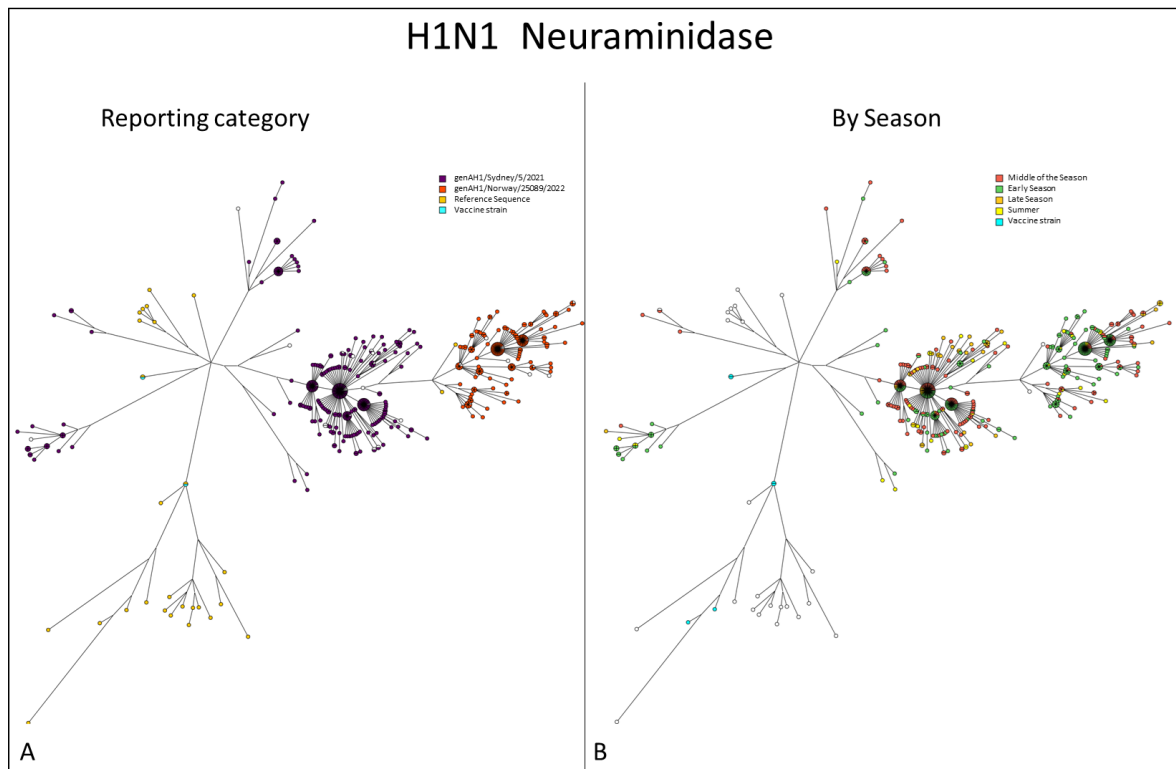 H1N1 Neuraminidase
Reporting category
genAH1/Sydney/5/2021
genAH1/Norway/25089/2022
Reference Sequence
Vaccine strain
A
By Season
Middle of the Season
Early Season
Late Season
Summer
Vaccine strain
B